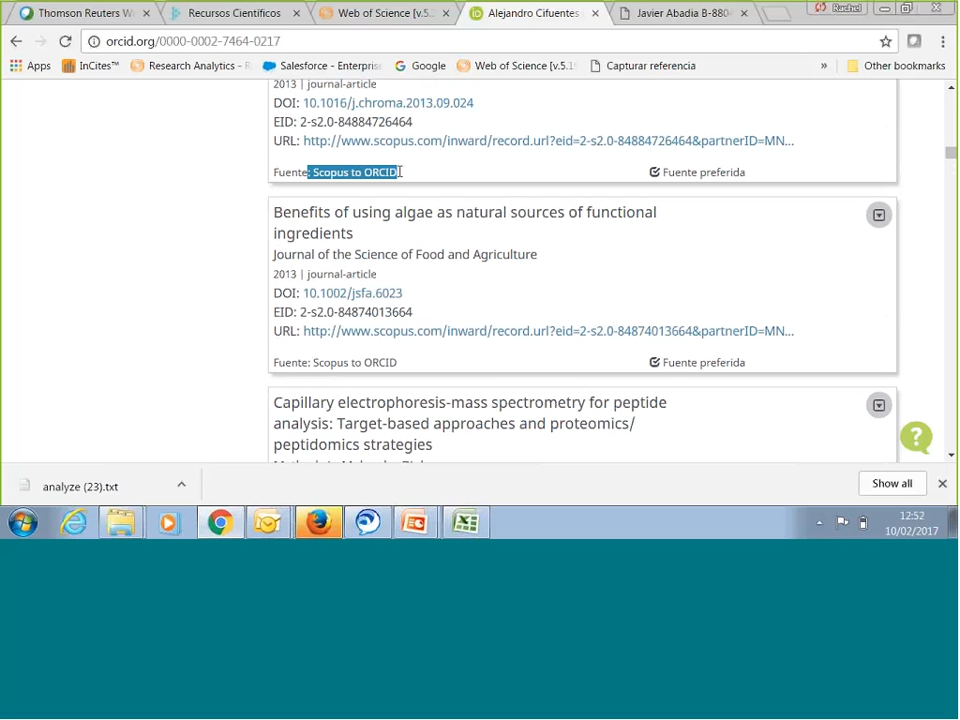 Thomson Reuters W
Recursos Científicos
Web of Science [v.5.
Alejandro Cifuentes
Javier Abadia B-880
Rachel
orcid.org/0000-0002-7464-0217
Apps
InCites™
Research Analytics -
Salesforce - Enterpris
Google
Web of Science [v.5.1
Capturar referencia
»
Other bookmarks
2013 | journal-article
DOI: 10.1016/j.chroma.2013.09.024
EID: 2-s2.0-84884726464
URL: http://www.scopus.com/inward/record.url?eid=2-s2.0-84884726464&partnerID=MN...
Fuente: Scopus to ORCID
Fuente preferida
Benefits of using algae as natural sources of functional
ingredients
Journal of the Science of Food and Agriculture
2013 | journal-article
DOI: 10.1002/jsfa.6023
EID: 2-s2.0-84874013664
URL: http://www.scopus.com/inward/record.url?eid=2-s2.0-84874013664&partnerID=MN...
Fuente: Scopus to ORCID
Fuente preferida
Capillary electrophoresis-mass spectrometry for peptide
analysis: Target-based approaches and proteomics/
peptidomics strategies
?
analyze (23).txt
Show all
12:52
10/02/2017